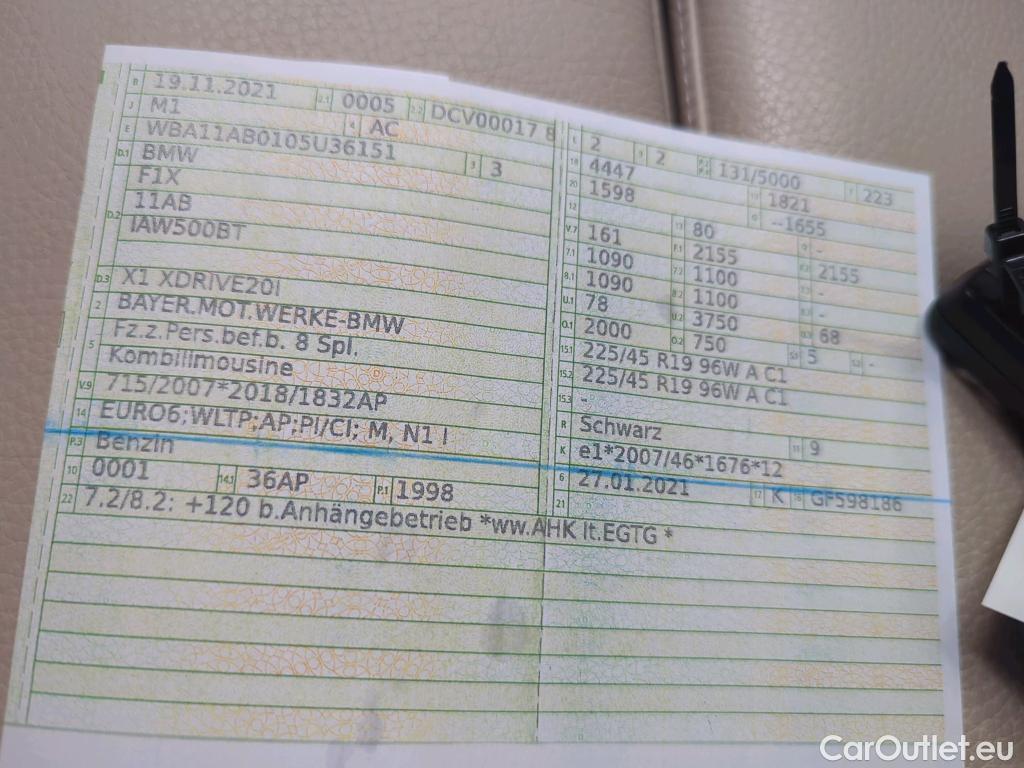 B 19.11.2021 2.1 0005 2.2 DCV00017 8
J M1 4 AC
E WBA11AB0105U36151 3 3
D.1 BMW
F1X
D.2 11AB
IAW500BT
D.3 X1 XDRIVE20I
2 BAYER.MOT.WERKE-BMW
5 Fz.z.Pers.bef.b. 8 Spl.
Kombilimousine
V.9 715/2007*2018/1832AP
14 EURO6;WLTP;AP;PI/CI; M, N1 I
P.3 Benzin
10 0001 14.1 36AP P.1 1998
22 7.2/8.2: +120 b.Anhängebetrieb *ww.AHK lt.EGTG *
L 2 9 2 131/5000 T 223
18 4447 1821
20 1598 --1655
12 - 13 80 Q -
V.7 161 F.1 2155 F.2 2155
7.1 1090 7.2 1100 -
8.1 1090 8.2 1100 -
U.1 78 U.2 3750 U.3 68
O.1 2000 O.2 750 S.1 5 S.2 -
15.1 225/45 R19 96W A C1
15.2 225/45 R19 96W A C1
15.3 -
R Schwarz 11 9
K e1*2007/46*1676*12
6 27.01.2021 17 K 16 GF598186
21
CarOutlet.eu